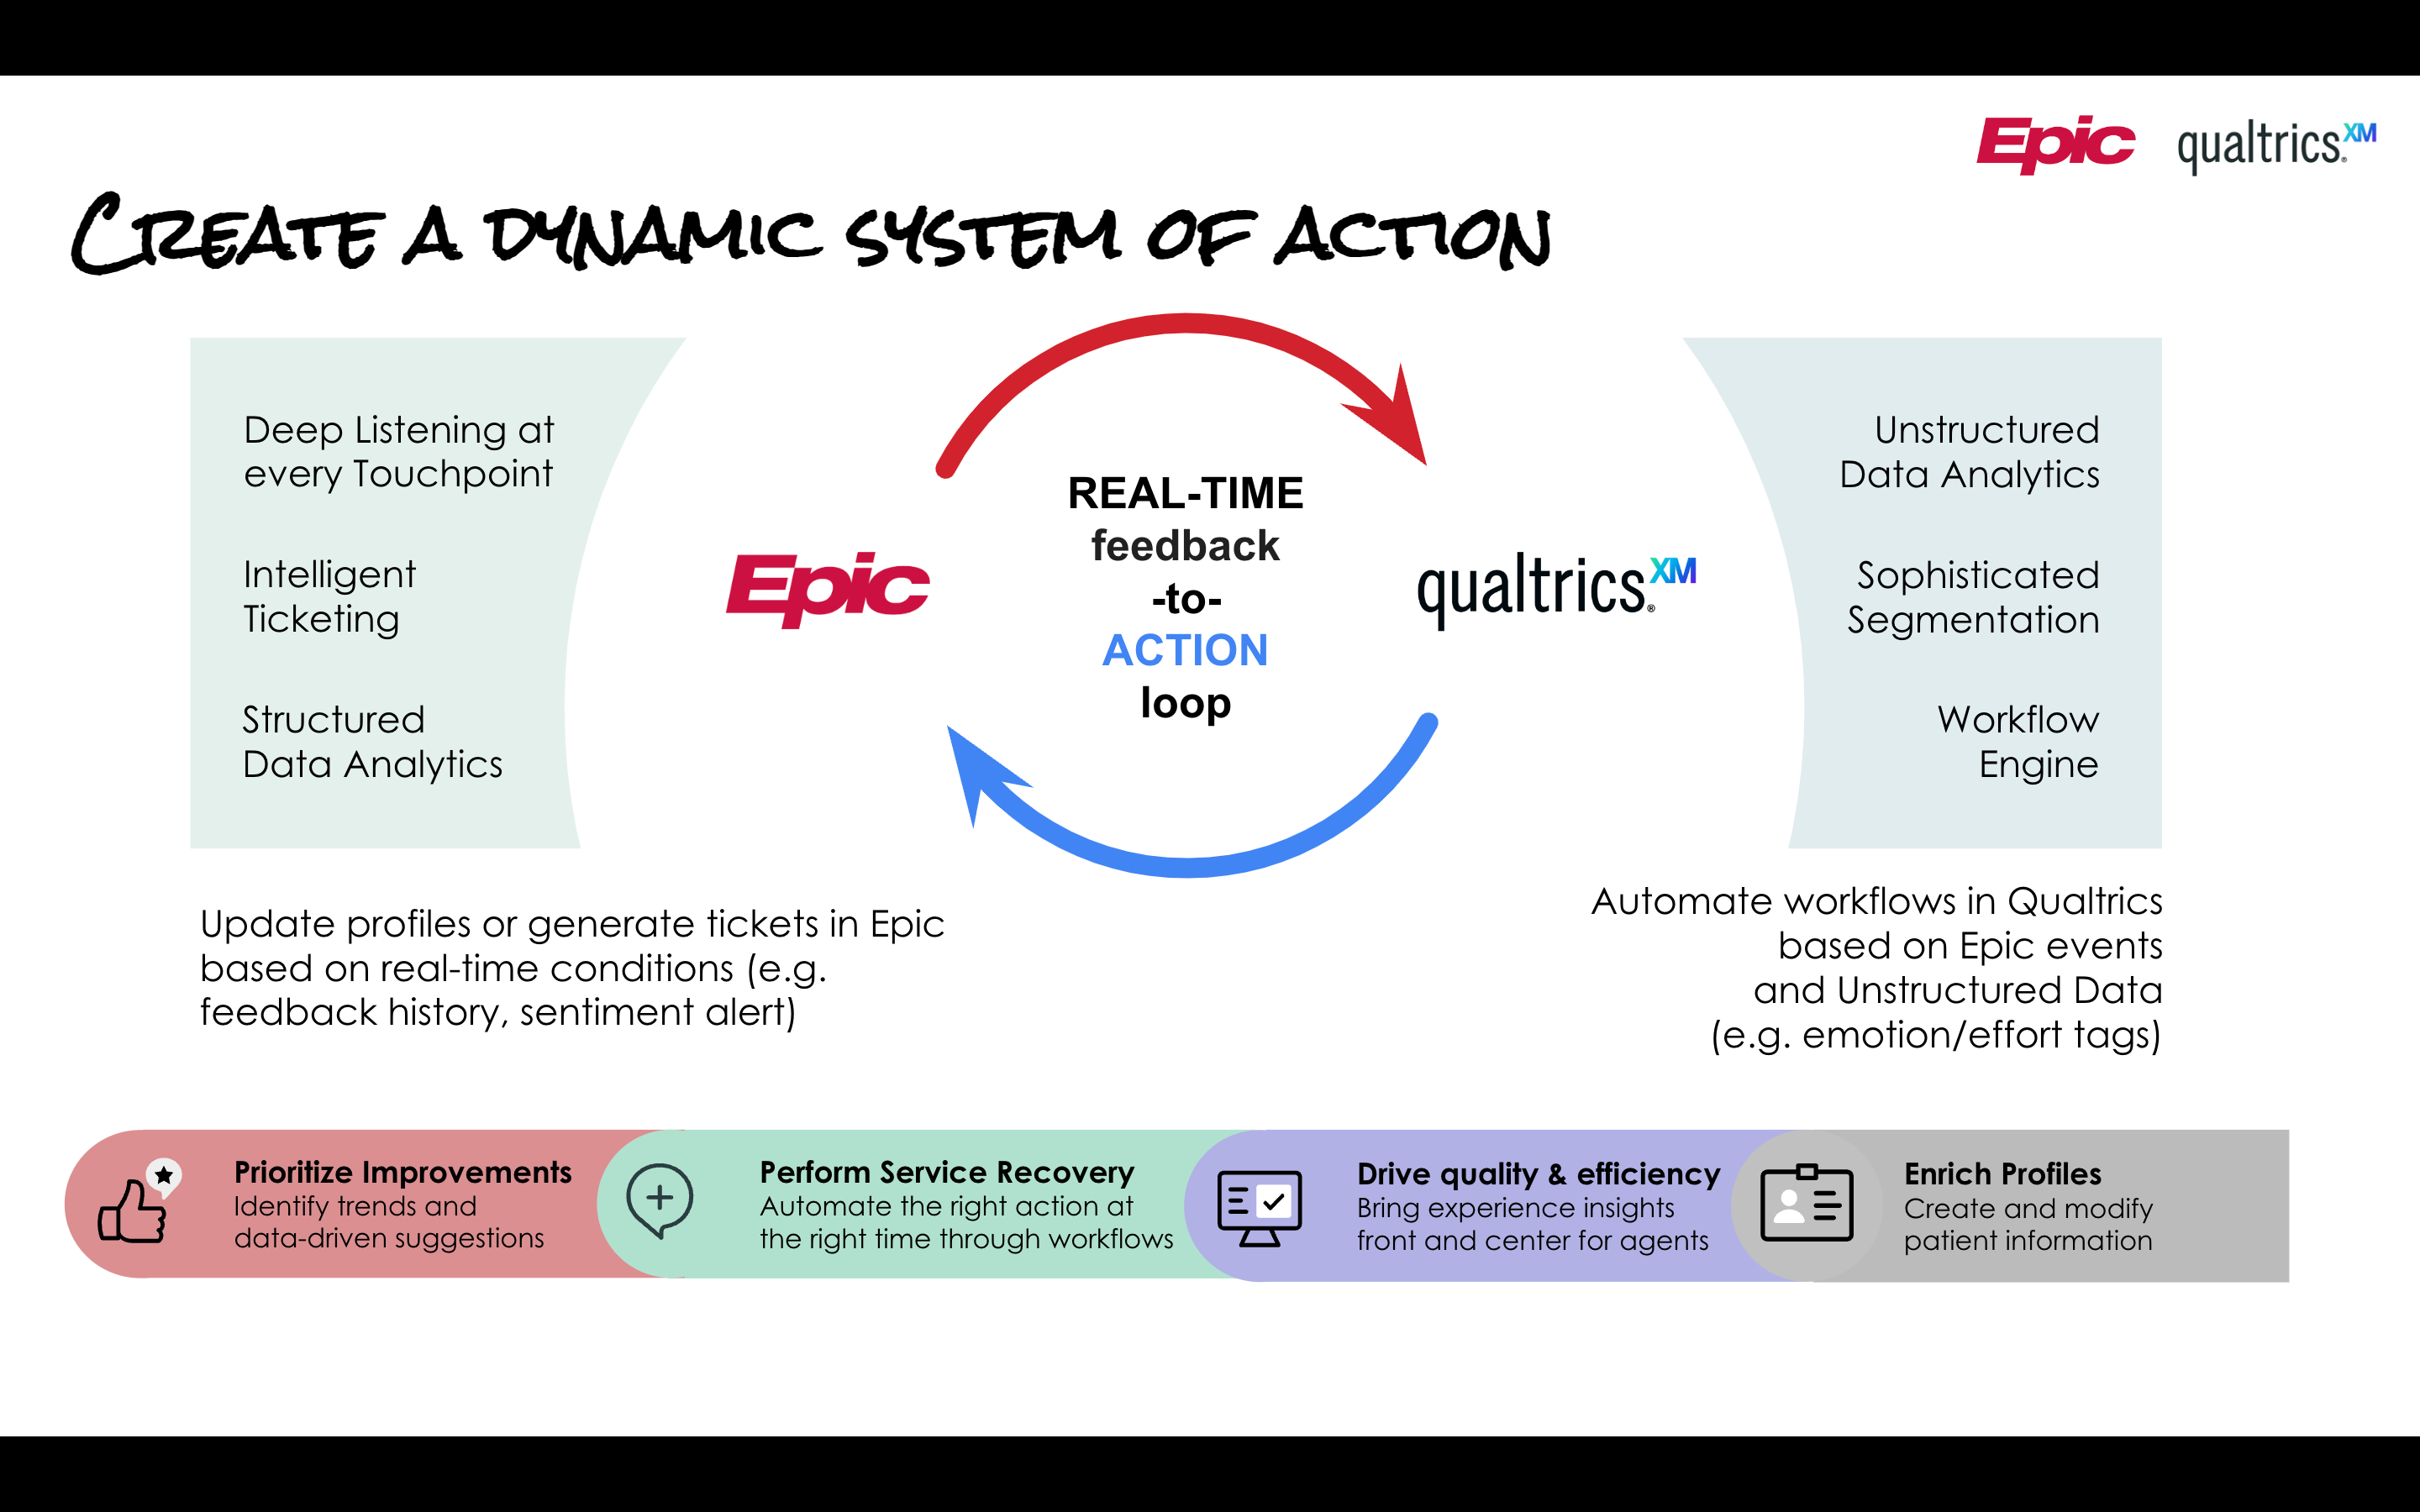 Epic qualtrics.XM
CREATE A DYNAMIC SYSTEM OF ACTION
Deep Listening at
every Touchpoint
Intelligent
Ticketing
Structured
Data Analytics
Epic
REAL-TIME
feedback
-to-
ACTION
loop
qualtrics.XM
Unstructured
Data Analytics
Sophisticated
Segmentation
Workflow
Engine
Update profiles or generate tickets in Epic
based on real-time conditions (e.g.
feedback history, sentiment alert)
Automate workflows in Qualtrics
based on Epic events
and Unstructured Data
(e.g. emotion/effort tags)
Prioritize Improvements
Identify trends and
data-driven suggestions
Perform Service Recovery
Automate the right action at
the right time through workflows
Drive quality & efficiency
Bring experience insights
front and center for agents
Enrich Profiles
Create and modify
patient information